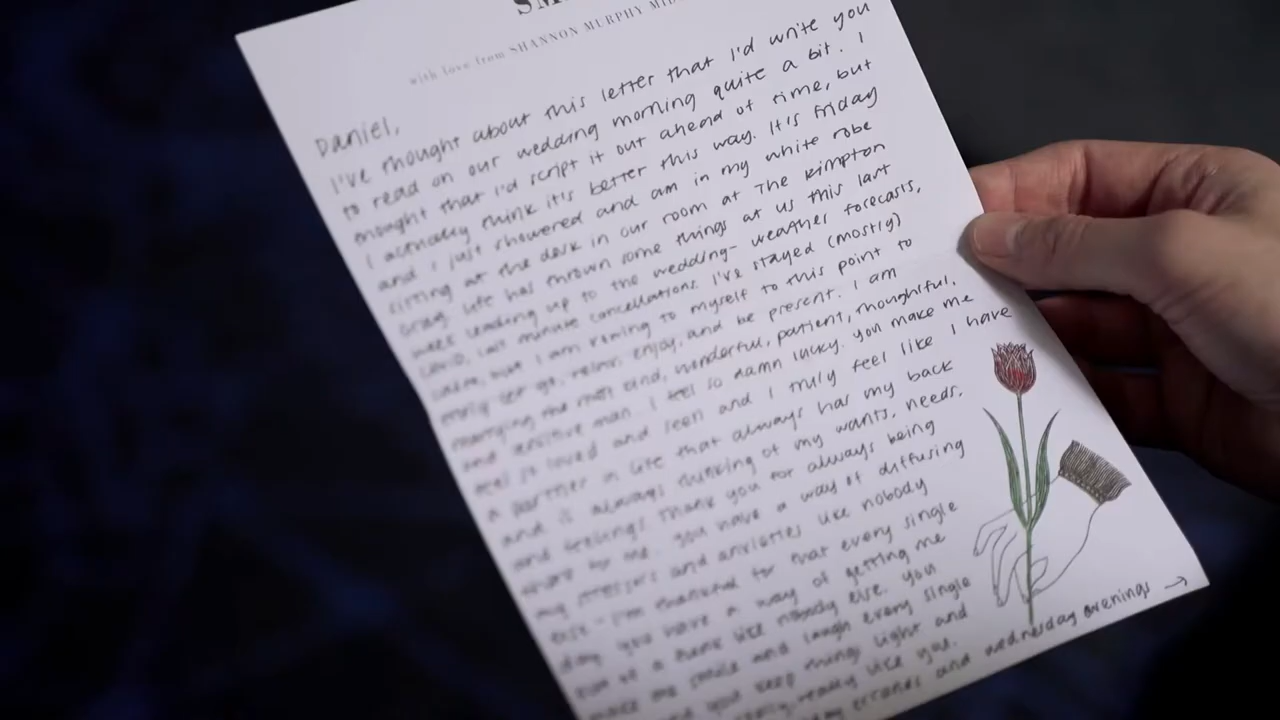 SM
with love from SHANNON MURPHY MIL
Daniel,
I've thought about this letter that I'd write you
to read on our wedding morning quite a bit. I
thought that I'd script it out ahead of time, but
I actually think it's better this way. It's friday
and I just showered and am in my white robe
sitting at the desk in our room at The Kimpton
Gray. Life has thrown some things at us this last
week leading up to the wedding- weather forecasts,
covid, last minute cancellations. I've stayed (mostly)
calm, but I am coming to myself to this point to
let go, relax, enjoy, and be present. I am
marrying the most kind, wonderful, patient, thoughtful,
and sensitive man. I feel so damn lucky. You make me
feel so loved and seen and I truly feel like I have
a partner in life that always has my back
and is always thinking of my wants, needs,
and feelings. Thank you for always being
there for me. You have a way of diffusing
my stressors and anxieties like nobody
else - I'm thankful for that every single
day. You have a way of getting me
out of a funk like nobody else. You
make me smile and laugh every single
and you keep things light and
really like you.
errands and wednesday evenings →